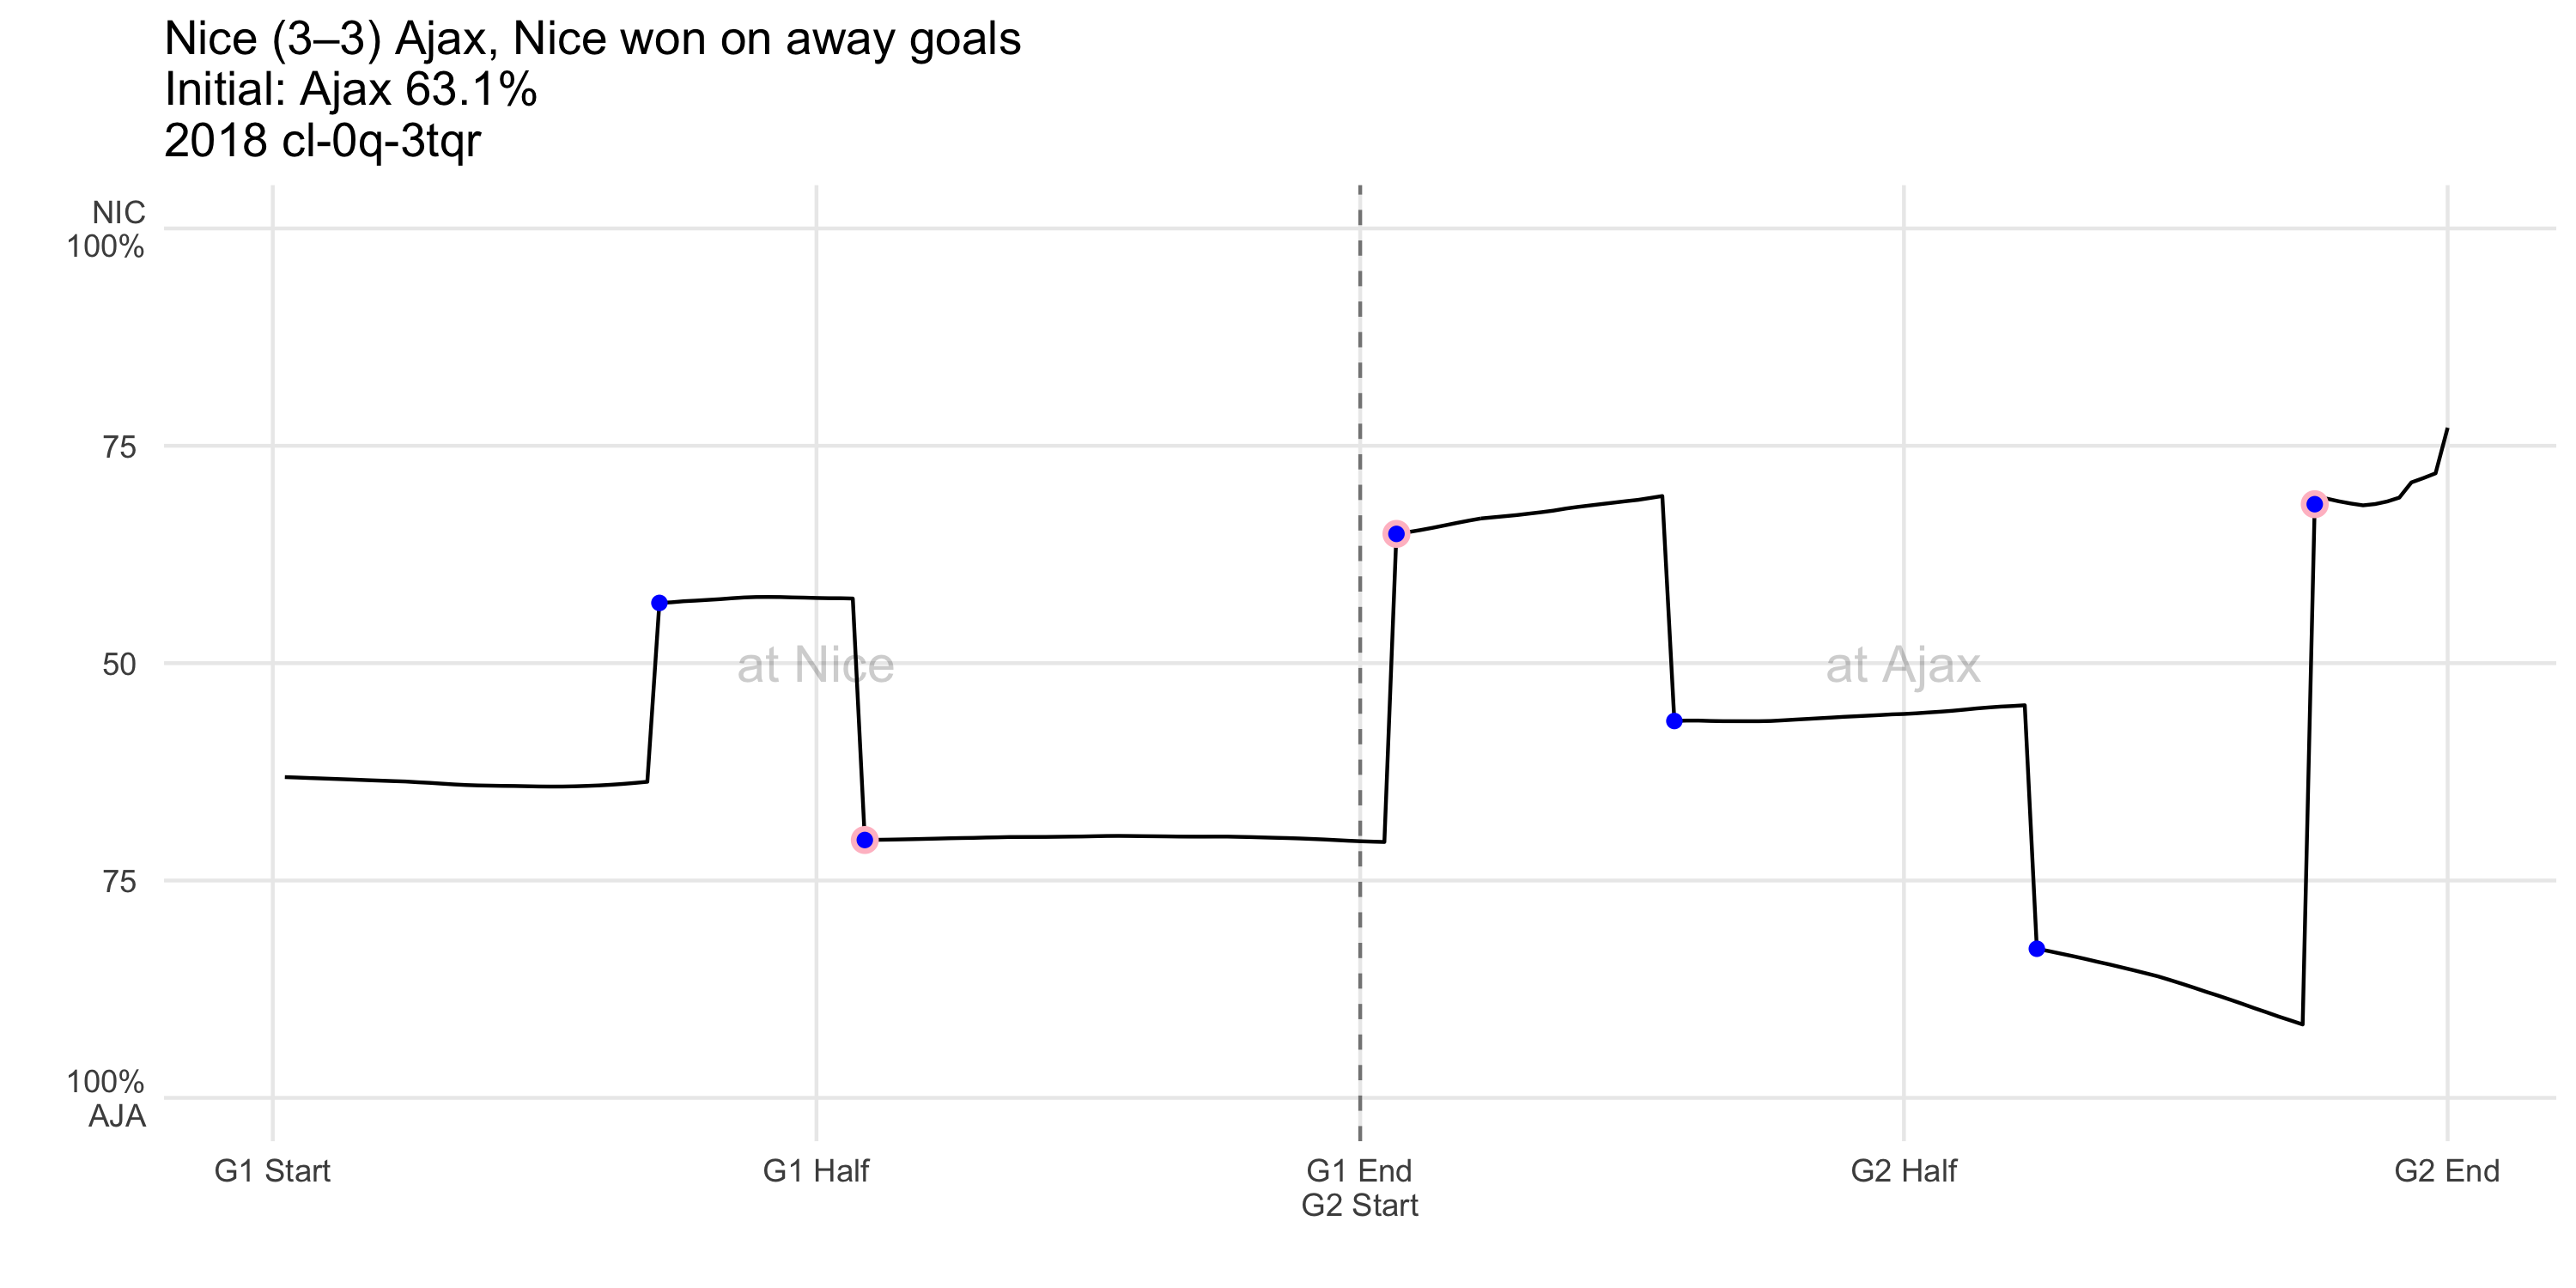 Nice (3–3) Ajax, Nice won on away goals
Initial: Ajax 63.1%
2018 cl-0q-3tqr
NIC
100%
75
50
75
100%
AJA
at Nice
at Ajax
G1 Start
G1 Half
G1 End
G2 Start
G2 Half
G2 End